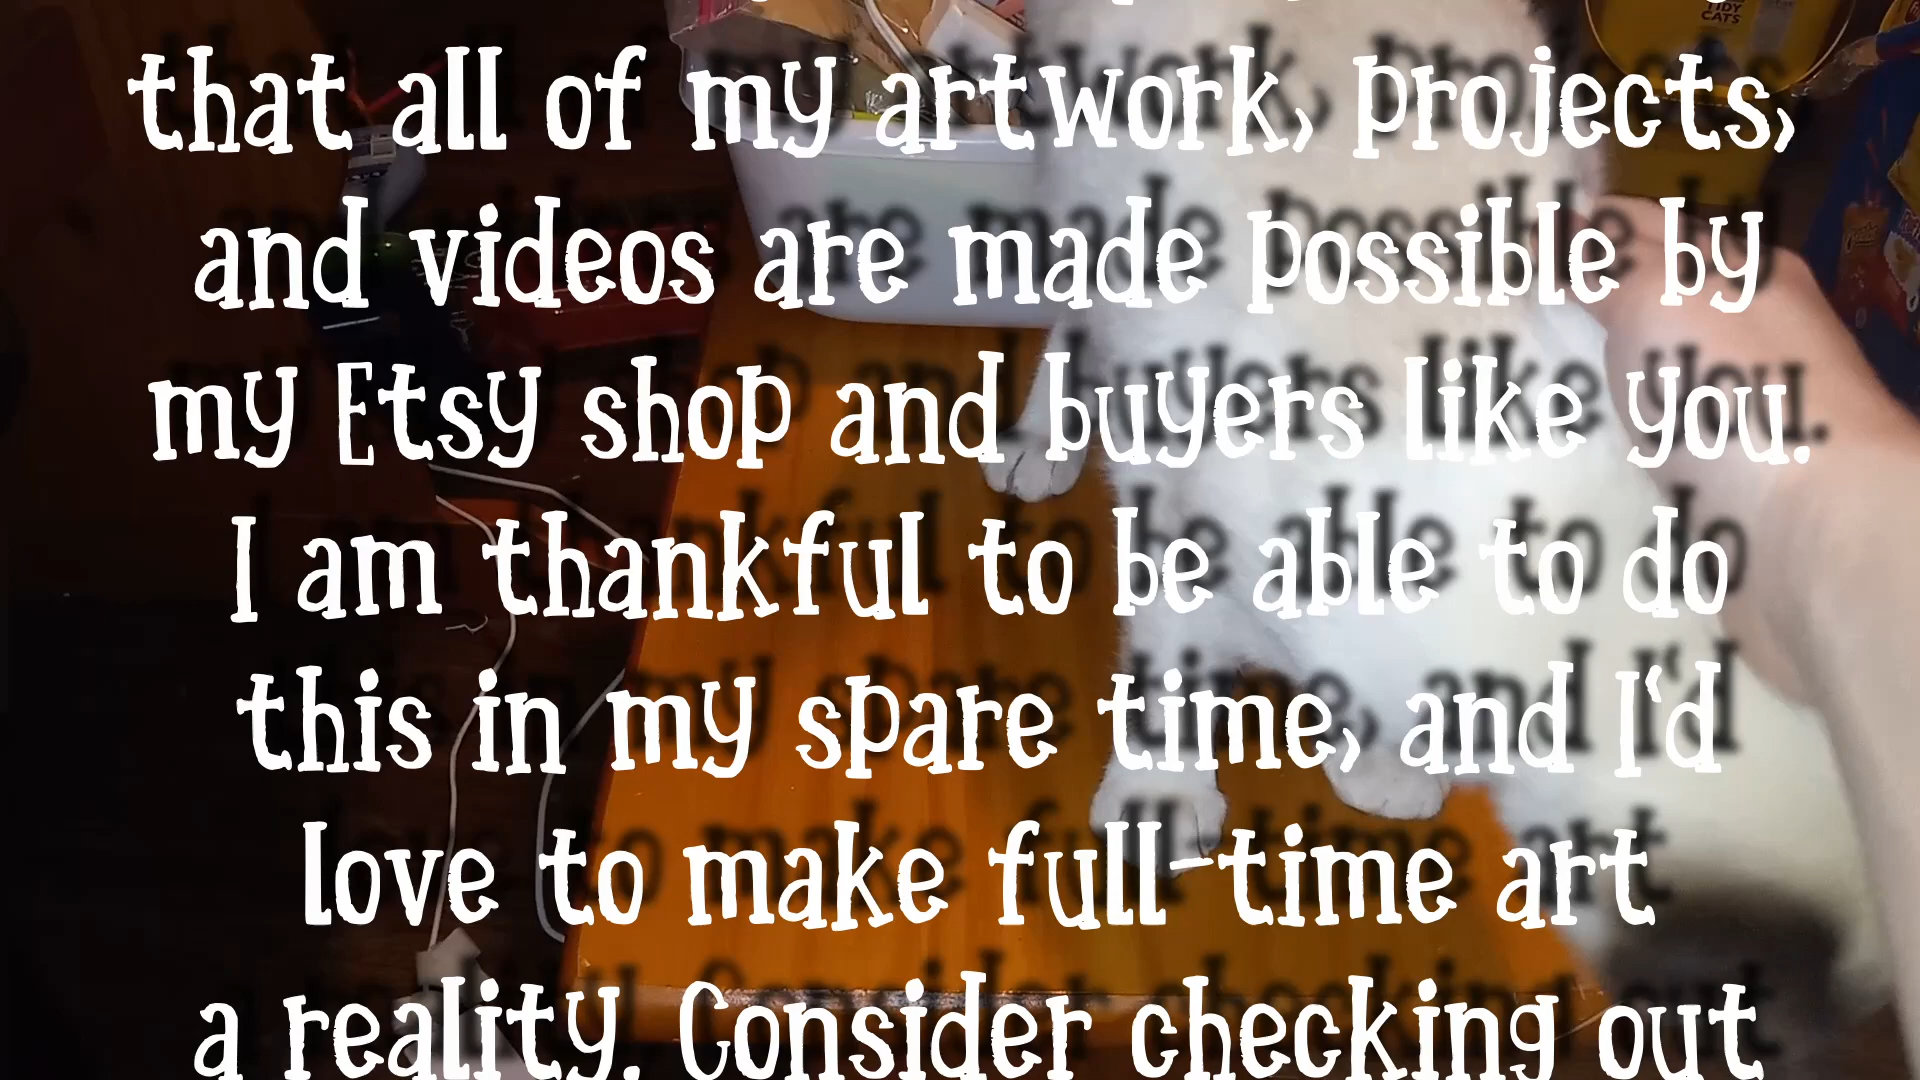 TIDY
CATS
that all of my artwork, projects,
and videos are made possible by
my Etsy shop and buyers like you.
I am thankful to be able to do
this in my spare time, and I'd
love to make full-time art
a reality. Consider checking out